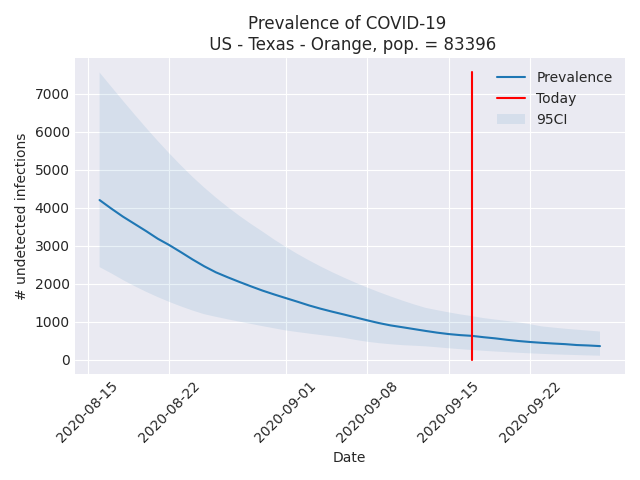 Prevalence of COVID-19
US - Texas - Orange, pop. = 83396
Prevalence
Today
95CI
# undetected infections
7000
6000
5000
4000
3000
2000
1000
0
2020-08-15
2020-08-22
2020-09-01
2020-09-08
2020-09-15
2020-09-22
Date